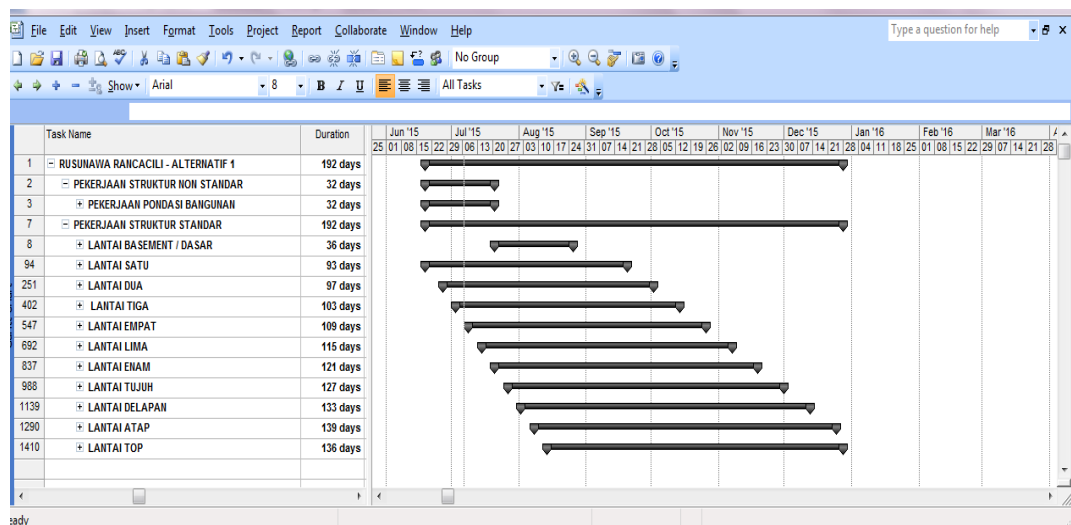 File Edit View Insert Format Tools Project Report Collaborate Window Help Type a question for help
No Group
Show Arial 8 B I U All Tasks
Task Name Duration Jun '15 Jul '15 Aug '15 Sep '15 Oct '15 Nov '15 Dec '15 Jan '16 Feb '16 Mar '16 A
25 01 08 15 22 29 06 13 20 27 03 10 17 24 31 07 14 21 28 05 12 19 26 02 09 16 23 30 07 14 21 28 04 11 18 25 01 08 15 22 29 07 14 21 28
1 RUSUNAWA RANCACILI - ALTERNATIF 1 192 days
2 PEKERJAAN STRUKTUR NON STANDAR 32 days
3 PEKERJAAN PONDASI BANGUNAN 32 days
7 PEKERJAAN STRUKTUR STANDAR 192 days
8 LANTAI BASEMENT / DASAR 36 days
94 LANTAI SATU 93 days
251 LANTAI DUA 97 days
402 LANTAI TIGA 103 days
547 LANTAI EMPAT 109 days
692 LANTAI LIMA 115 days
837 LANTAI ENAM 121 days
988 LANTAI TUJUH 127 days
1139 LANTAI DELAPAN 133 days
1290 LANTAI ATAP 139 days
1410 LANTAI TOP 136 days
eady